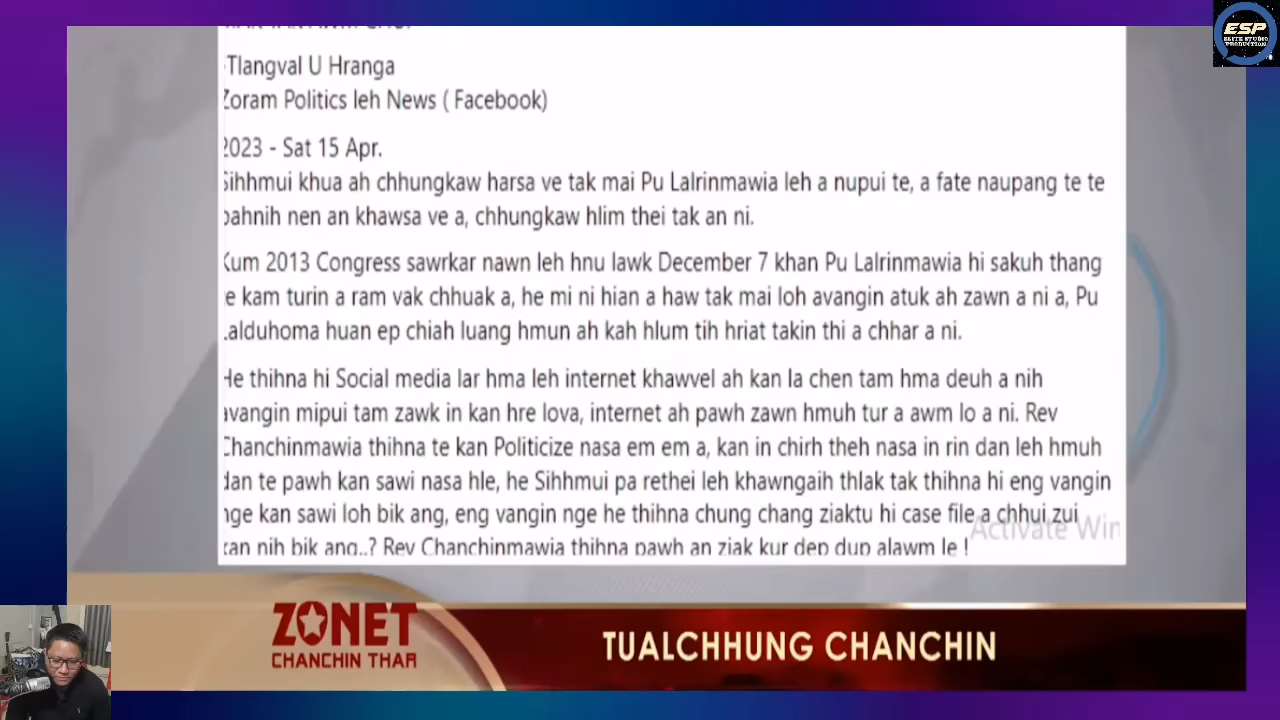 -Tlangval U Hranga
Zoram Politics leh News ( Facebook)
2023 - Sat 15 Apr.
Sihhmui khua ah chhungkaw harsa ve tak mai Pu Lalrinmawia leh a nupui te, a fate naupang te te
pahnih nen an khawsa ve a, chhungkaw hlim thei tak an ni.
Kum 2013 Congress sawrkar nawn leh hnu lawk December 7 khan Pu Lalrinmawia hi sakuh thang
te kam turin a ram vak chhuak a, he mi ni hian a haw tak mai loh avangin atuk ah zawn a ni a, Pu
Lalduhoma huan ep chiah luang hmun ah kah hlum tih hriat takin thi a chhar a ni.
He thihna hi Social media lar hma leh internet khawvel ah kan la chen tam hma deuh a nih
avangin mipui tam zawk in kan hre lova, internet ah pawh zawn hmuh tur a awm lo a ni. Rev
Chanchinmawia thihna te kan Politicize nasa em em a, kan in chirh theh nasa in rin dan leh hmuh
dan te pawh kan sawi nasa hle, he Sihhmui pa rethei leh khawngaih thlak tak thihna hi eng vangin
nge kan sawi loh bik ang, eng vangin nge he thihna chung chang ziaktu hi case file a chhui zui
kan nih bik ang..? Rev Chanchinmawia thihna pawh an ziak kur dep dup alawm le !
Activate Win
ZONET
CHANCHIN THAR
TUALCHHUNG CHANCHIN
ESP
ELITE STUDIO
PRODUCTION